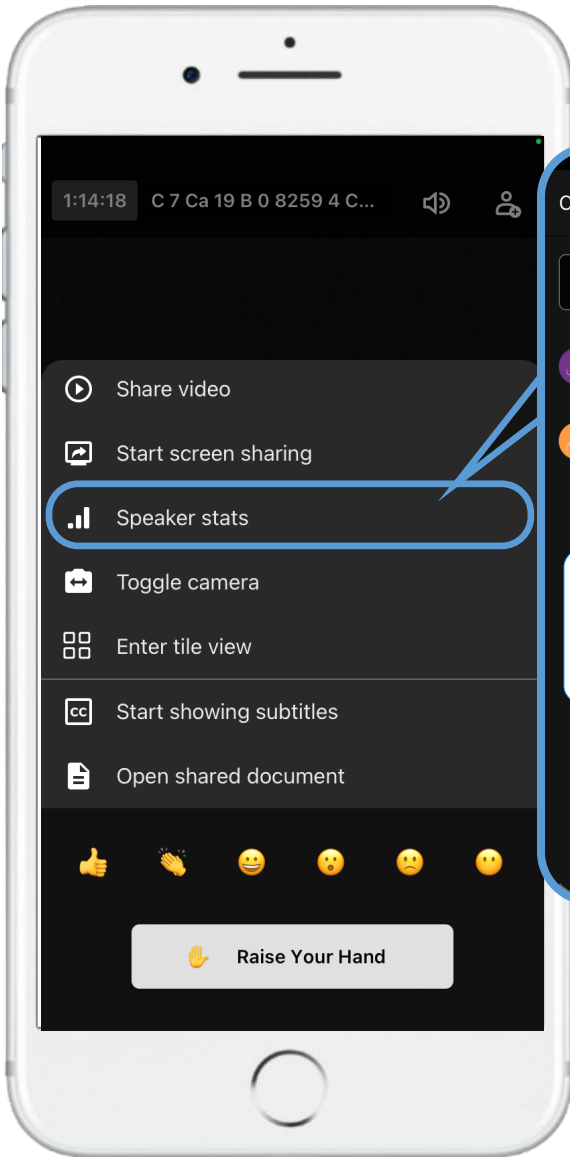 1:14:18 C 7 Ca 19 B 0 8259 4 C...
Share video
Start screen sharing
Speaker stats
Toggle camera
Enter tile view
CC Start showing subtitles
Open shared document
Raise Your Hand